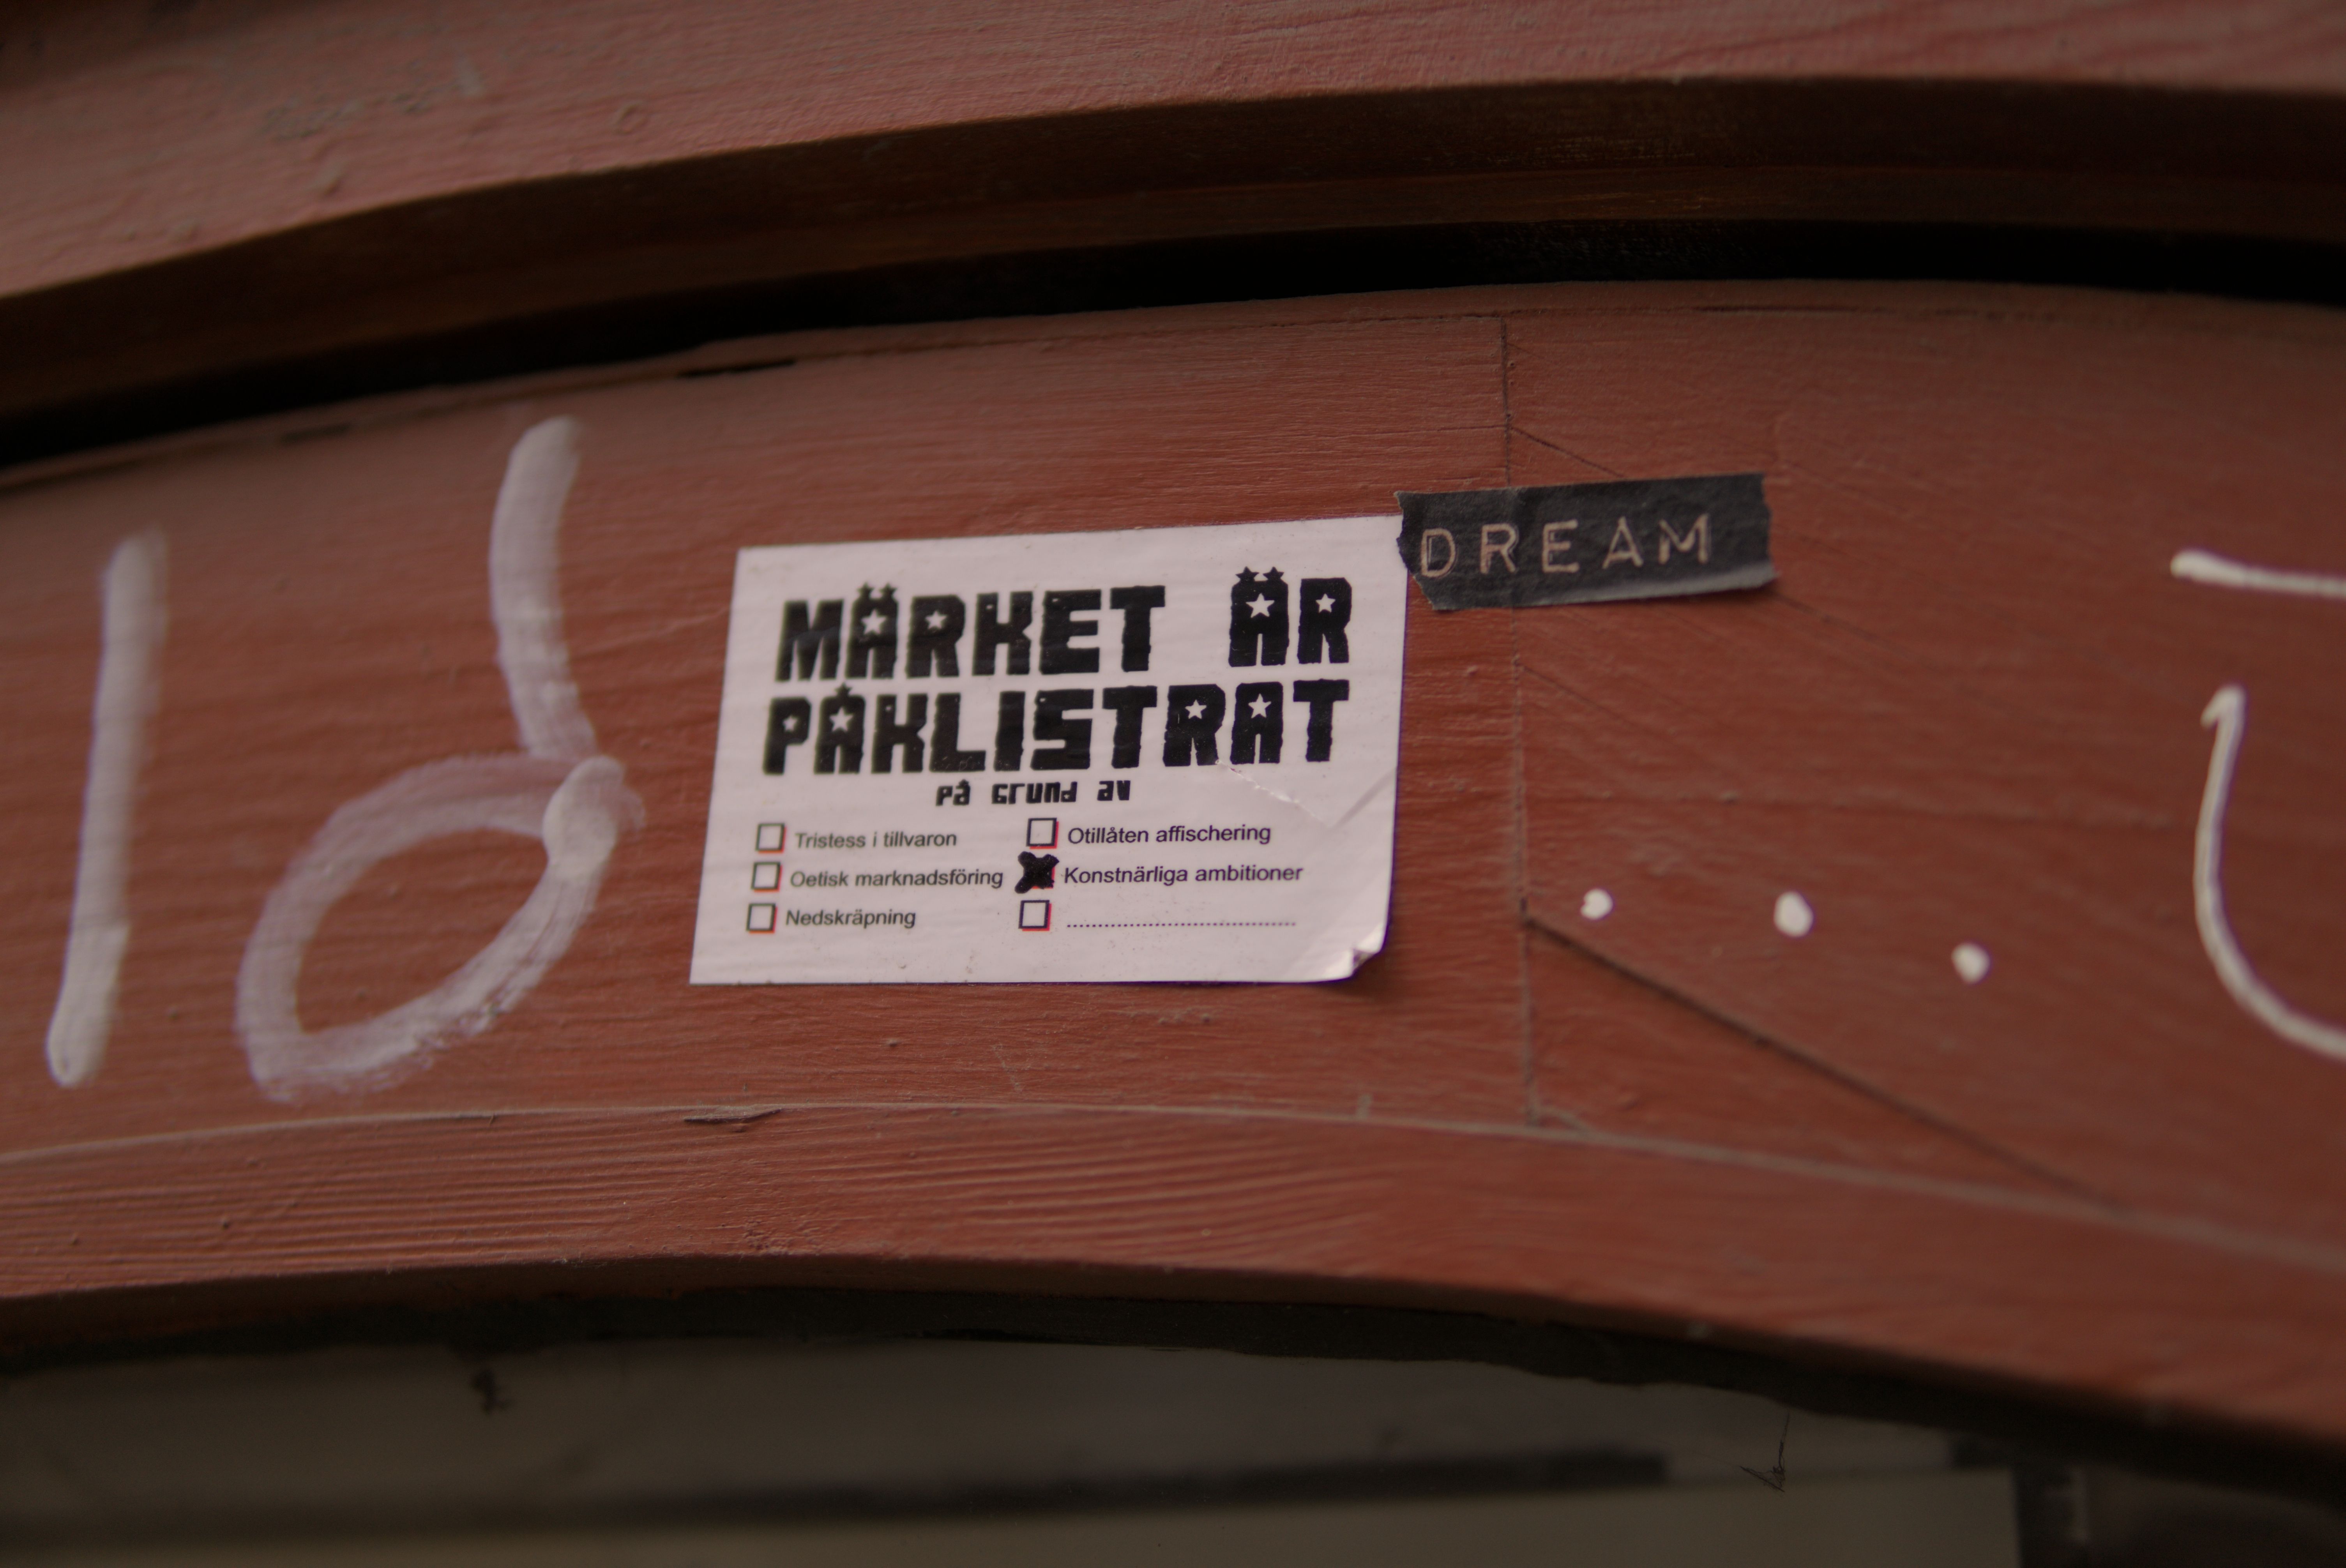 MÄRKET ÄR
PÅKLISTRAT
På Grund av
Tristess i tillvaron
Oetisk marknadsföring
Nedskräpning
Otillåten affischering
Konstnärliga ambitioner
DREAM